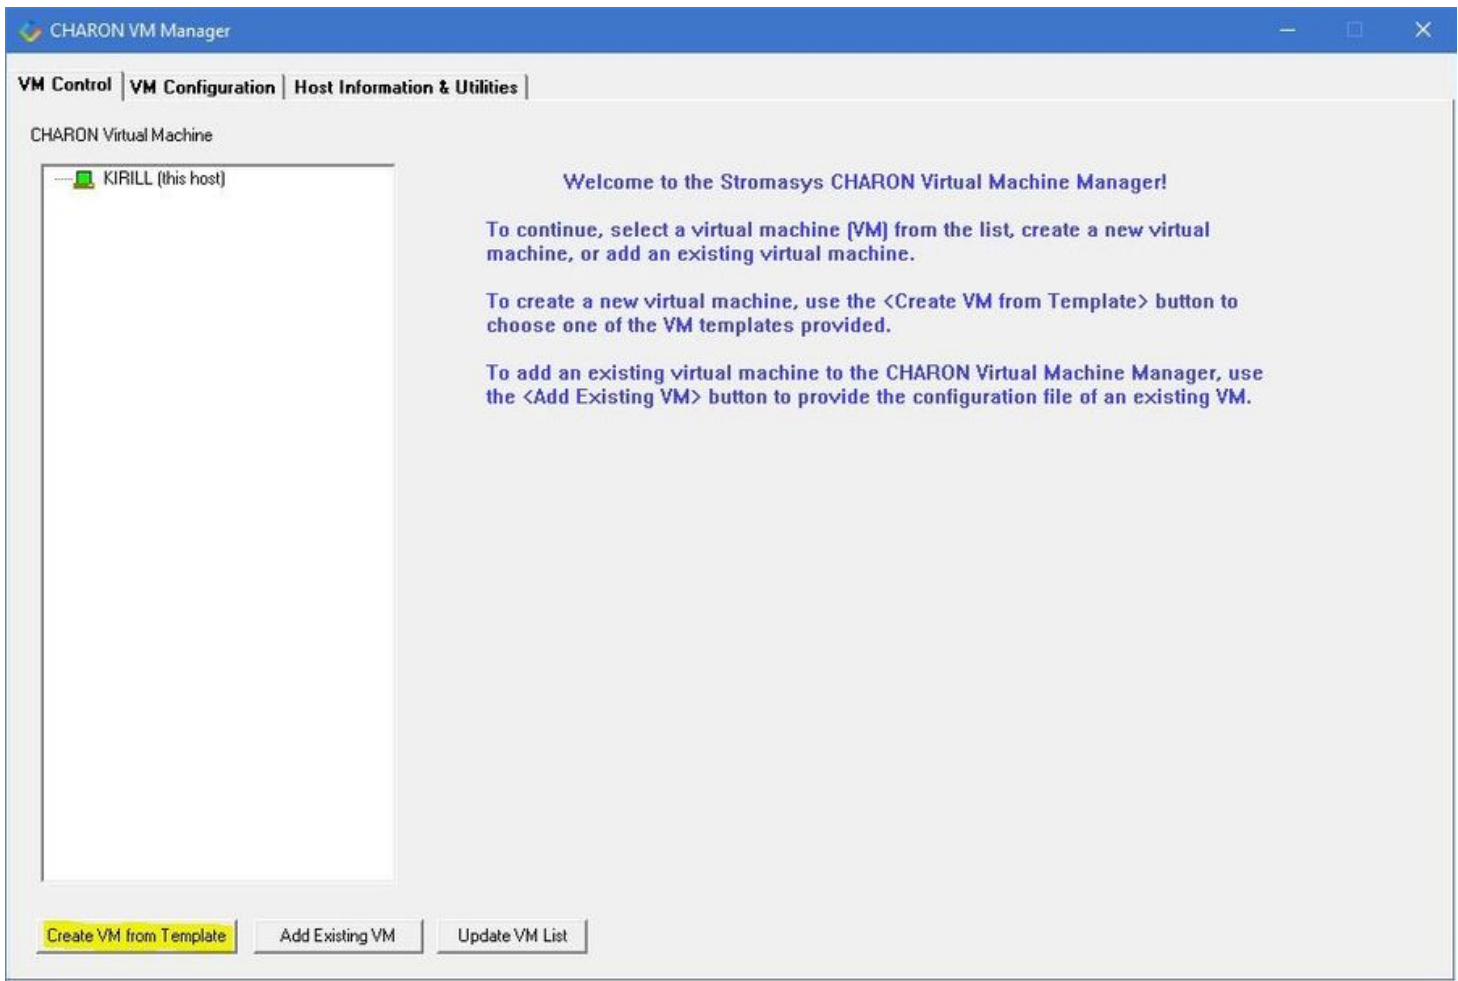 CHARON VM Manager
VM Control
VM Configuration
Host Information & Utilities
CHARON Virtual Machine
KIRILL (this host)
Welcome to the Stromasys CHARON Virtual Machine Manager!
To continue, select a virtual machine (VM) from the list, create a new virtual
machine, or add an existing virtual machine.
To create a new virtual machine, use the <Create VM from Template> button to
choose one of the VM templates provided.
To add an existing virtual machine to the CHARON Virtual Machine Manager, use
the <Add Existing VM> button to provide the configuration file of an existing VM.
Create VM from Template
Add Existing VM
Update VM List